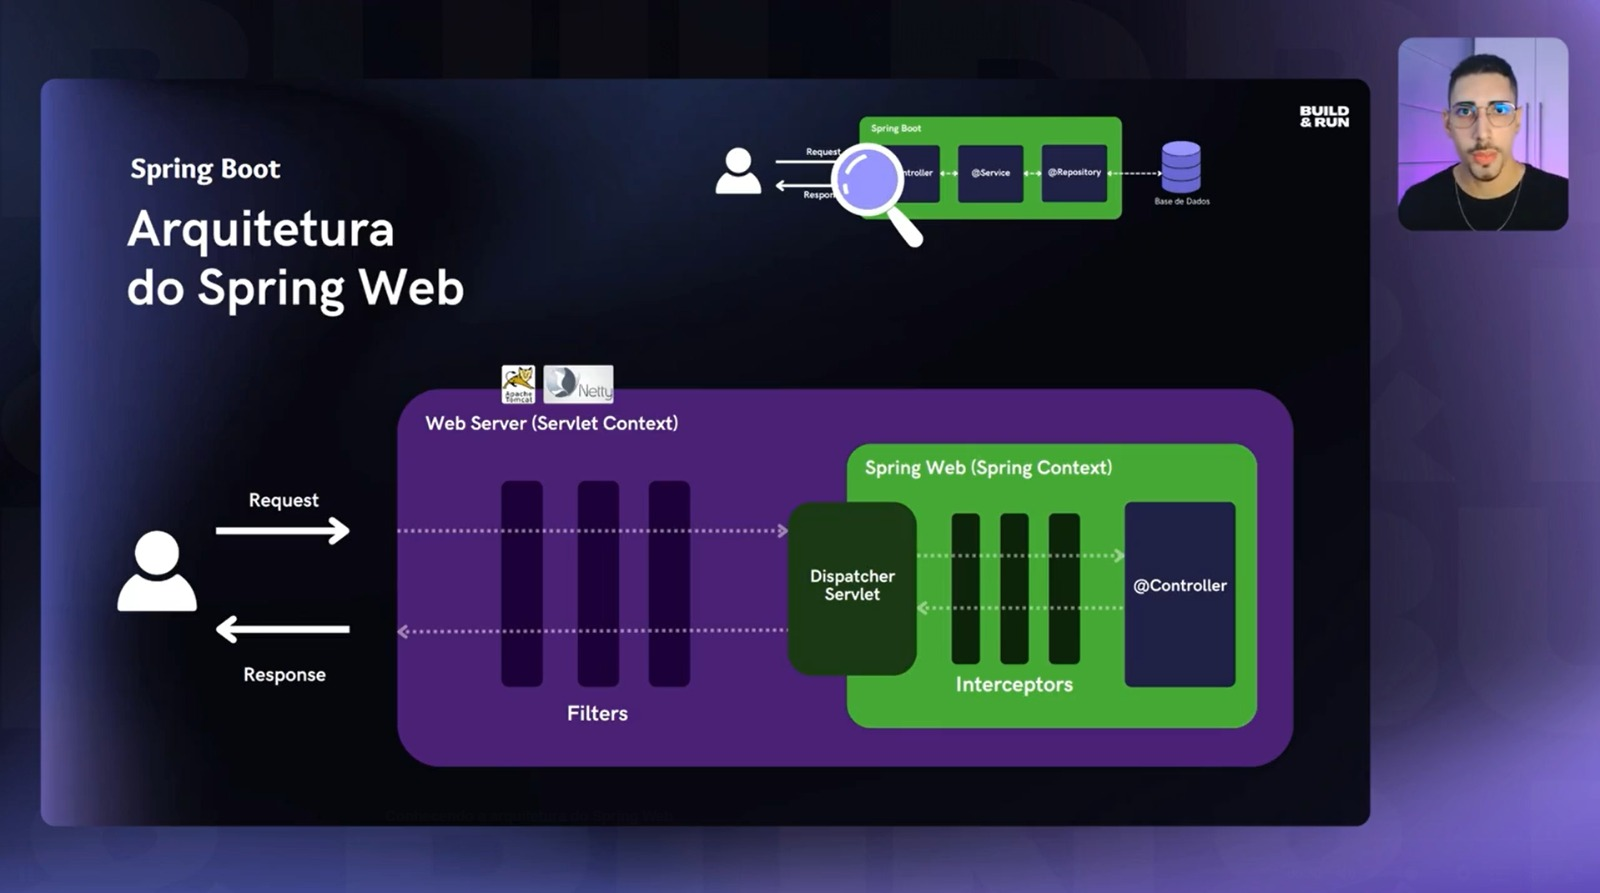 Spring Boot
Arquitetura
do Spring Web
BUILD
& RUN
Spring Boot
Request
Respon
ntroller
@Service
@Repository
Base de Dados
Apache
Tomcat
Netty
Web Server (Servlet Context)
Spring Web (Spring Context)
Request
Response
Filters
Dispatcher
Servlet
Interceptors
@Controller